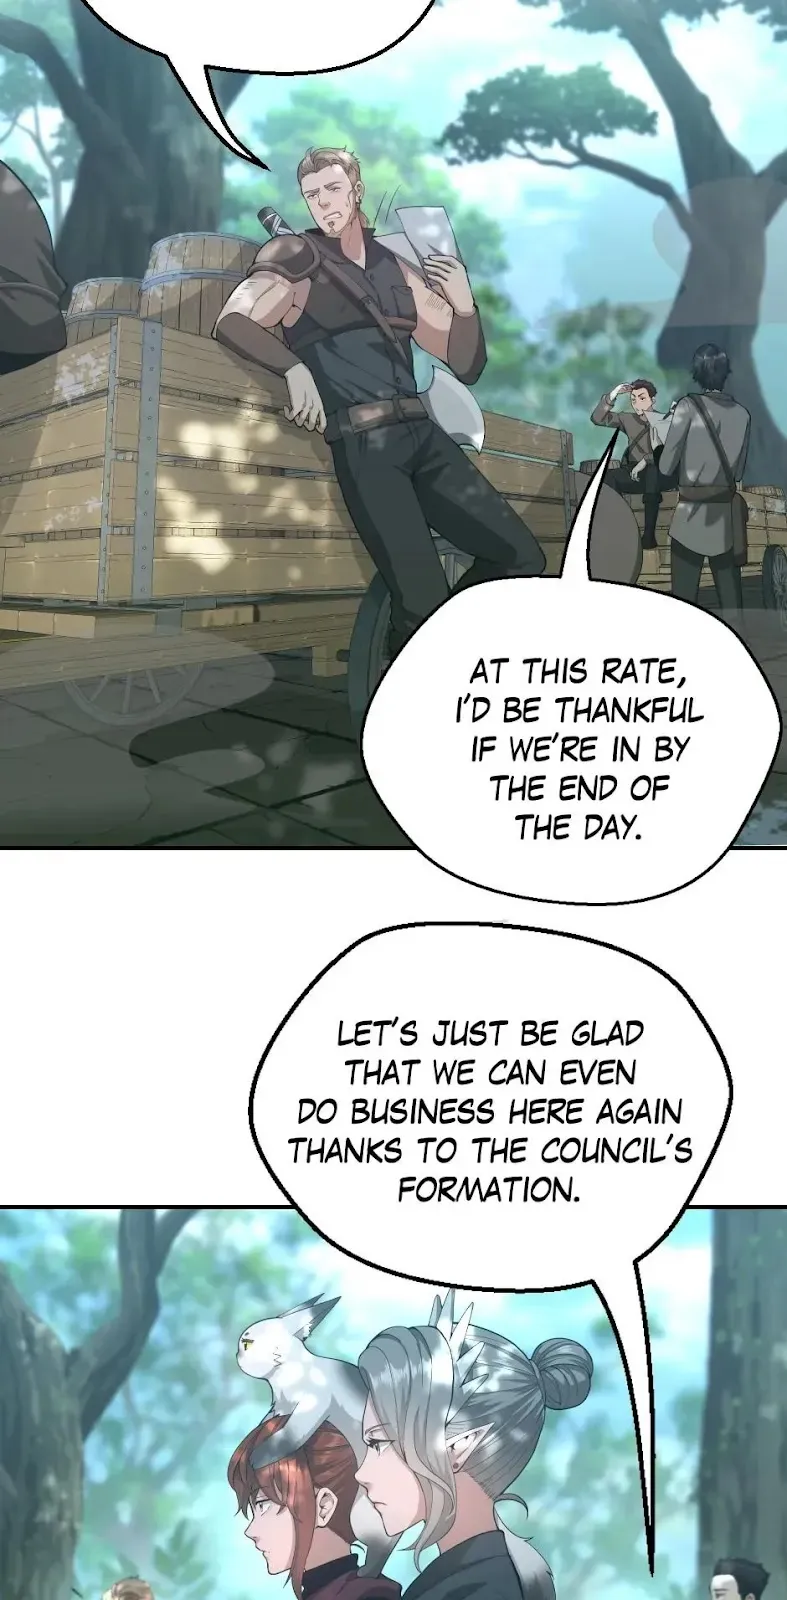 AT THIS RATE,
I'D BE THANKFUL
IF WE'RE IN BY
THE END OF
THE DAY.
LET'S JUST BE GLAD
THAT WE CAN EVEN
DO BUSINESS HERE AGAIN
THANKS TO THE COUNCIL'S
FORMATION.